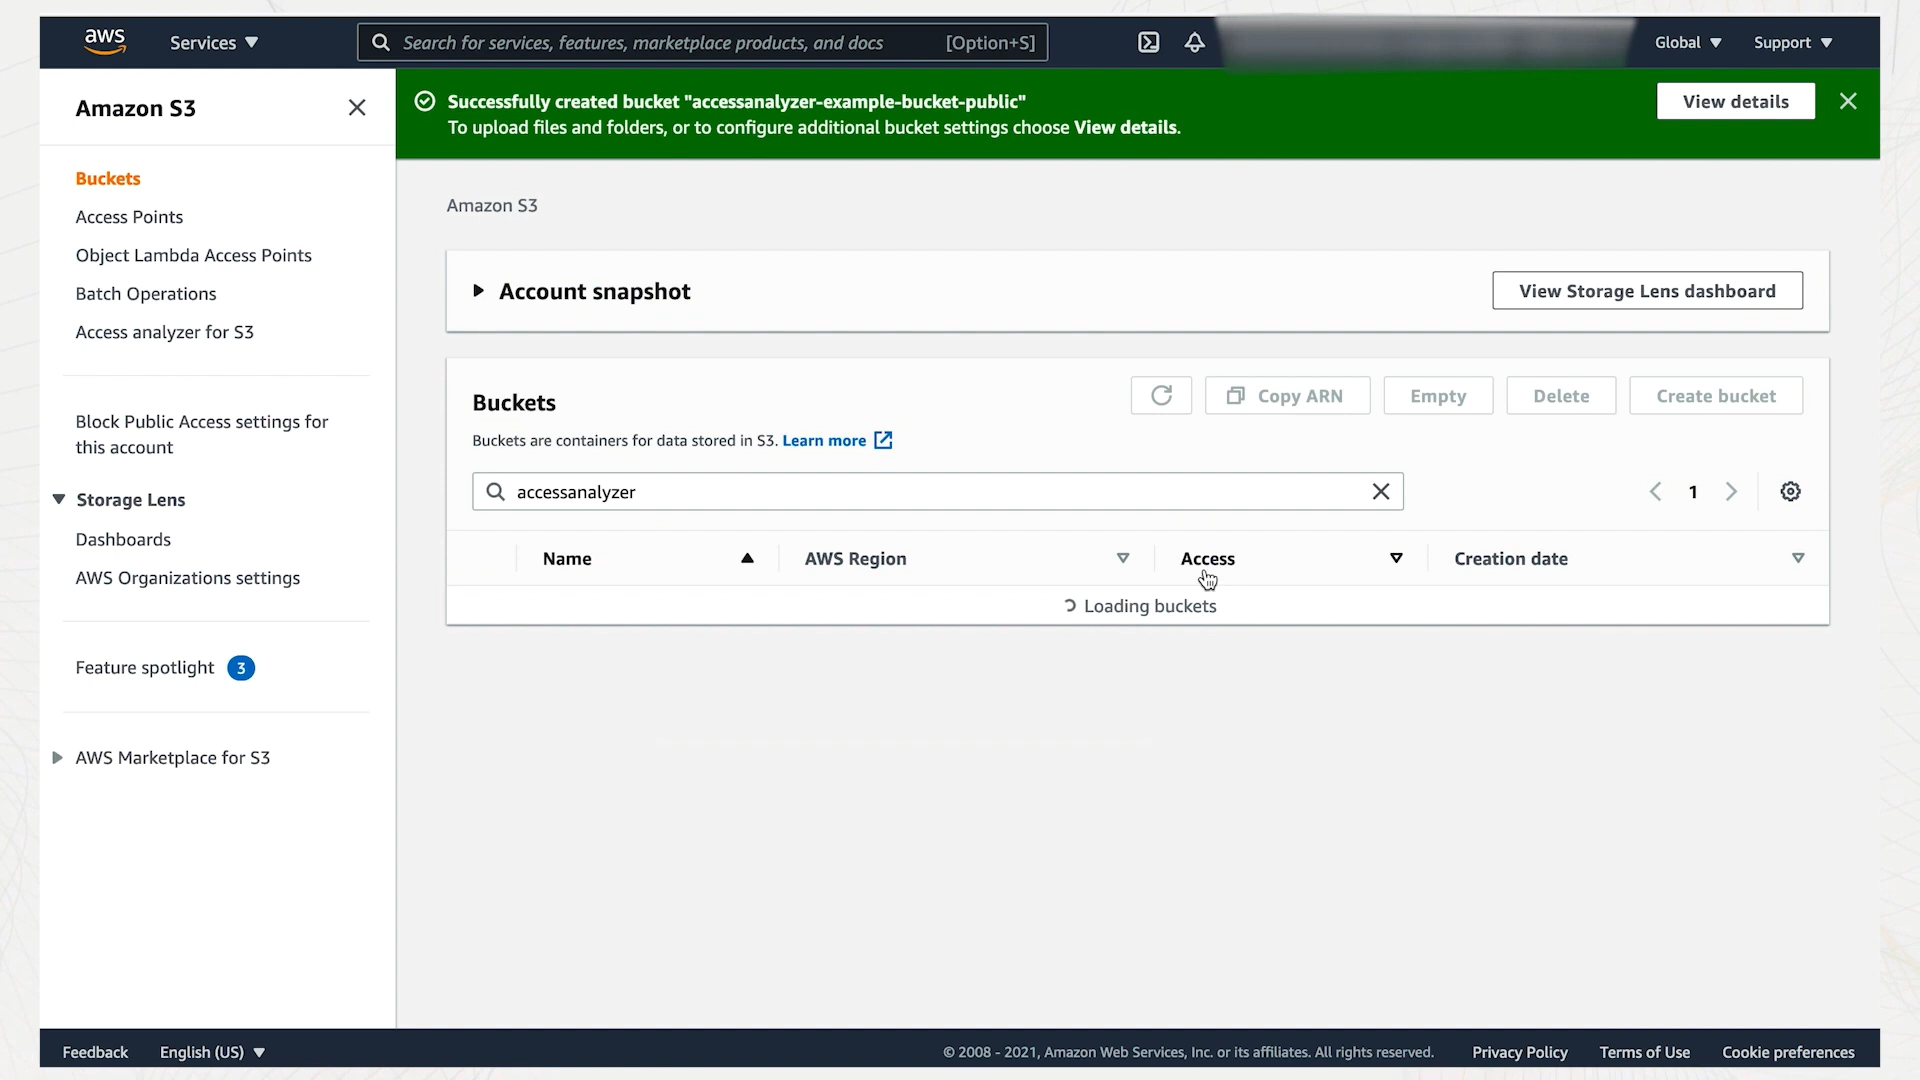 aws
Services
Search for services, features, marketplace products, and docs [Option+S]
Global
Support
Amazon S3
Buckets
Access Points
Object Lambda Access Points
Batch Operations
Access analyzer for S3
Block Public Access settings for
this account
Storage Lens
Dashboards
AWS Organizations settings
Feature spotlight 3
AWS Marketplace for S3
Successfully created bucket "accessanalyzer-example-bucket-public"
To upload files and folders, or to configure additional bucket settings choose View details.
View details
Amazon S3
Account snapshot
View Storage Lens dashboard
Buckets
Copy ARN
Empty
Delete
Create bucket
Buckets are containers for data stored in S3. Learn more
accessanalyzer
1
Name
AWS Region
Access
Creation date
Loading buckets
Feedback
English (US)
© 2008 - 2021, Amazon Web Services, Inc. or its affiliates. All rights reserved.
Privacy Policy
Terms of Use
Cookie preferences